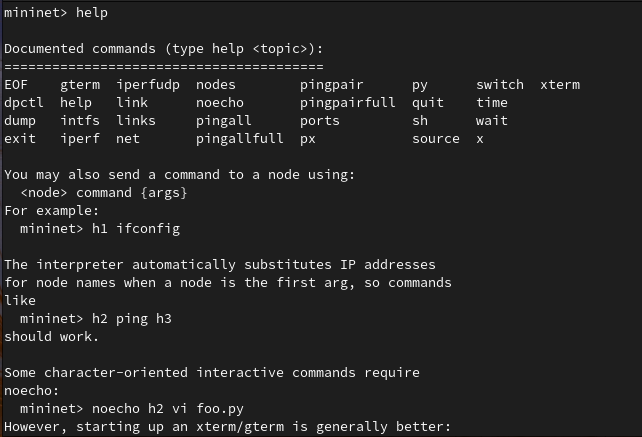 mininet> help
Documented commands (type help <topic>):
========================================
EOF    gterm  iperfudp  nodes        pingpair      py      switch  xterm
dpctl  help   link      noecho       pingpairfull  quit    time
dump   intfs  links     pingall      ports         sh      wait
exit   iperf  net       pingallfull  px            source  x
You may also send a command to a node using:
  <node> command {args}
For example:
  mininet> h1 ifconfig
The interpreter automatically substitutes IP addresses
for node names when a node is the first arg, so commands
like
  mininet> h2 ping h3
should work.
Some character-oriented interactive commands require
noecho:
  mininet> noecho h2 vi foo.py
However, starting up an xterm/gterm is generally better: